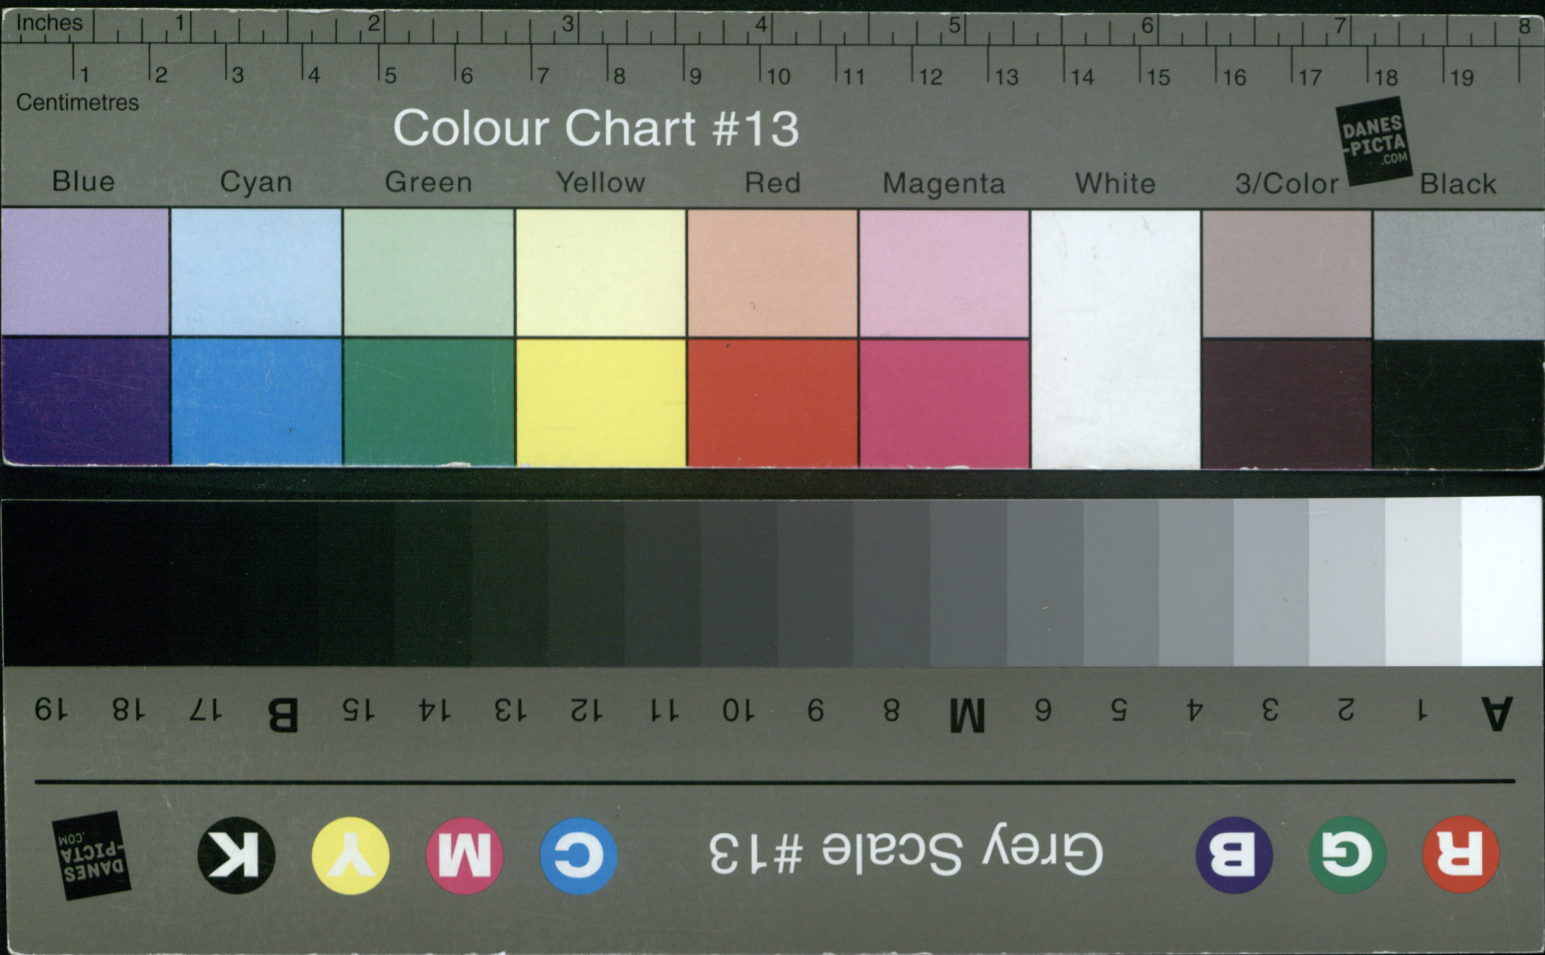 Inches 1 2 3 4 5 6 7 8
1 2 3 4 5 6 7 8 9 10 11 12 13 14 15 16 17 18 19
Centimetres
Colour Chart #13
DANES
-PICTA
.COM
Blue Cyan Green Yellow Red Magenta White 3/Color Black
R G B Grey Scale #13 C M Y K
DANES
-PICTA
.COM
A 1 2 3 4 5 6 M 8 9 10 11 12 13 14 15 B 17 18 19